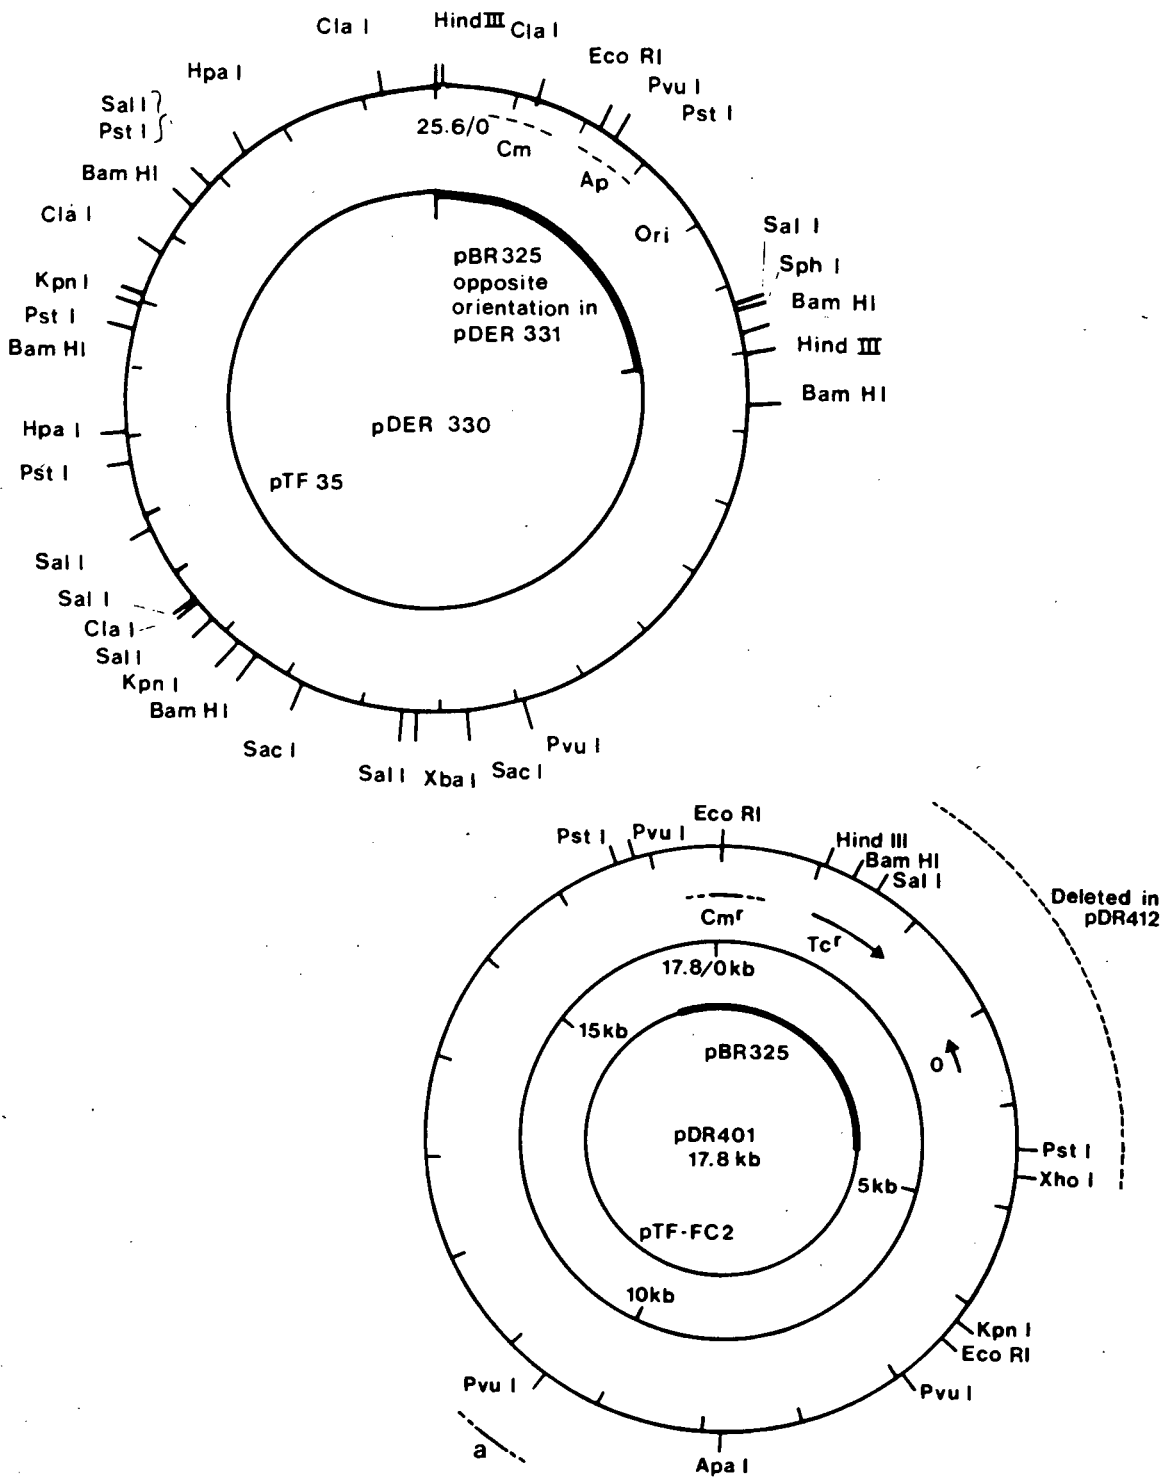 Cla I
Hind III
Cla I
Eco RI
Pvu I
Pst I
Hpa I
Sal I
Pst I
Bam HI
Cla I
Kpn I
Pst I
Bam HI
Hpa I
Pst I
Sal I
Sal I
Cla I
Sal I
Kpn I
Bam HI
Sac I
Sal I
Xba I
Sac I
Pvu I
Sal I
Sph I
Bam HI
Hind III
Bam HI
25.6/0
Cm
Ap
Ori
pBR325
opposite
orientation in
pDER 331
pDER 330
pTF 35
Eco RI
Pst I
Pvu I
Hind III
Bam HI
Sal I
Deleted in
pDR412
Cmr
Tcr
17.8/0kb
15kb
pBR325
o
pDR401
17.8 kb
Pst I
Xho I
5kb
pTF-FC2
10kb
Kpn I
Eco RI
Pvu I
Pvu I
a
Apa I